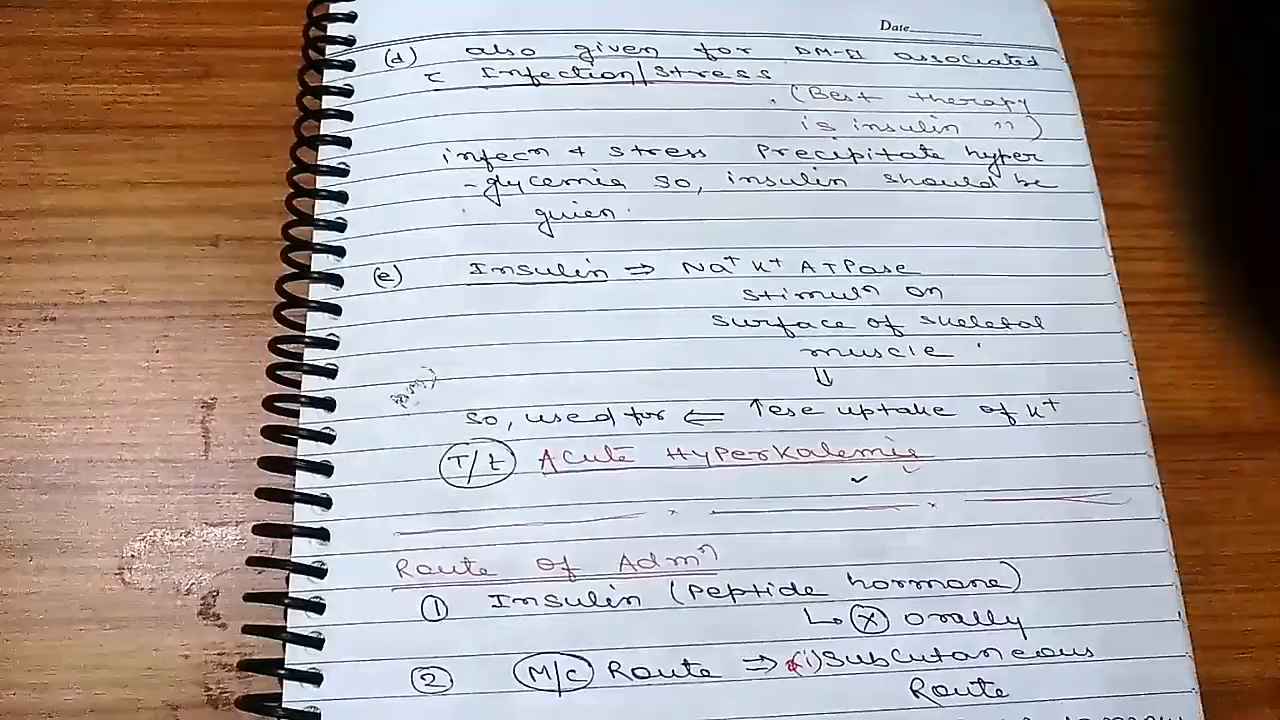 Date
(d) also given for DM-II associated
c Infection/Stress
(Best therapy
is insulin ")
infecn + stress Precipitate hyper
-glycemia so, insulin should be
given.
(e) Insulin ⇒ Na+ K+ ATPase
stimuln on
surface of skeletal
muscle
⇓
so, used for ⇐ ↑ese uptake of K+
T/t Acute Hyperkalemia
Route of Admn
① Insulin (Peptide hormone)
↳ ⓧ orally
② M/C Route ⇒ (i) Subcutaneous
Route